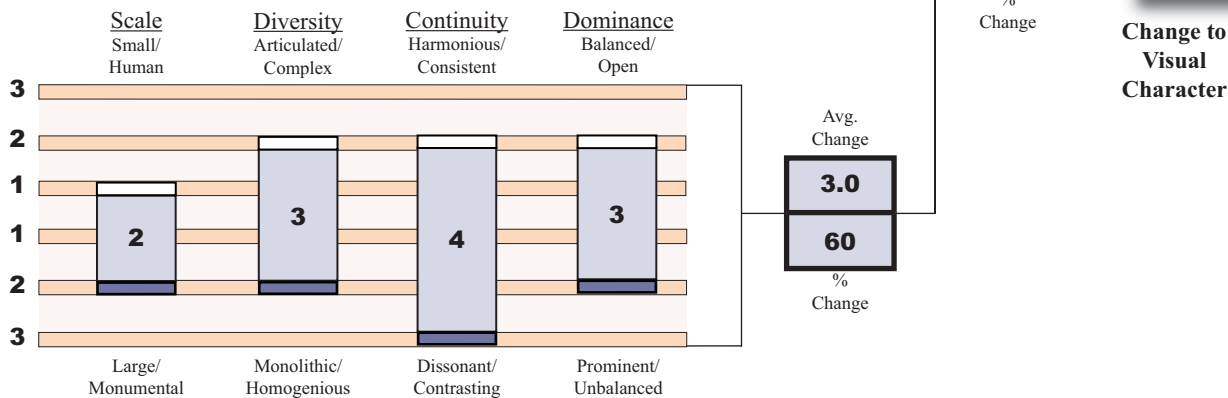 %
Change
Change to
Visual
Character
Scale
Small/
Human
Diversity
Articulated/
Complex
Continuity
Harmonious/
Consistent
Dominance
Balanced/
Open
3
2
1
1
2
3
2
3
4
3
Avg.
Change
3.0
60
%
Change
Large/
Monumental
Monolithic/
Homogenious
Dissonant/
Contrasting
Prominent/
Unbalanced